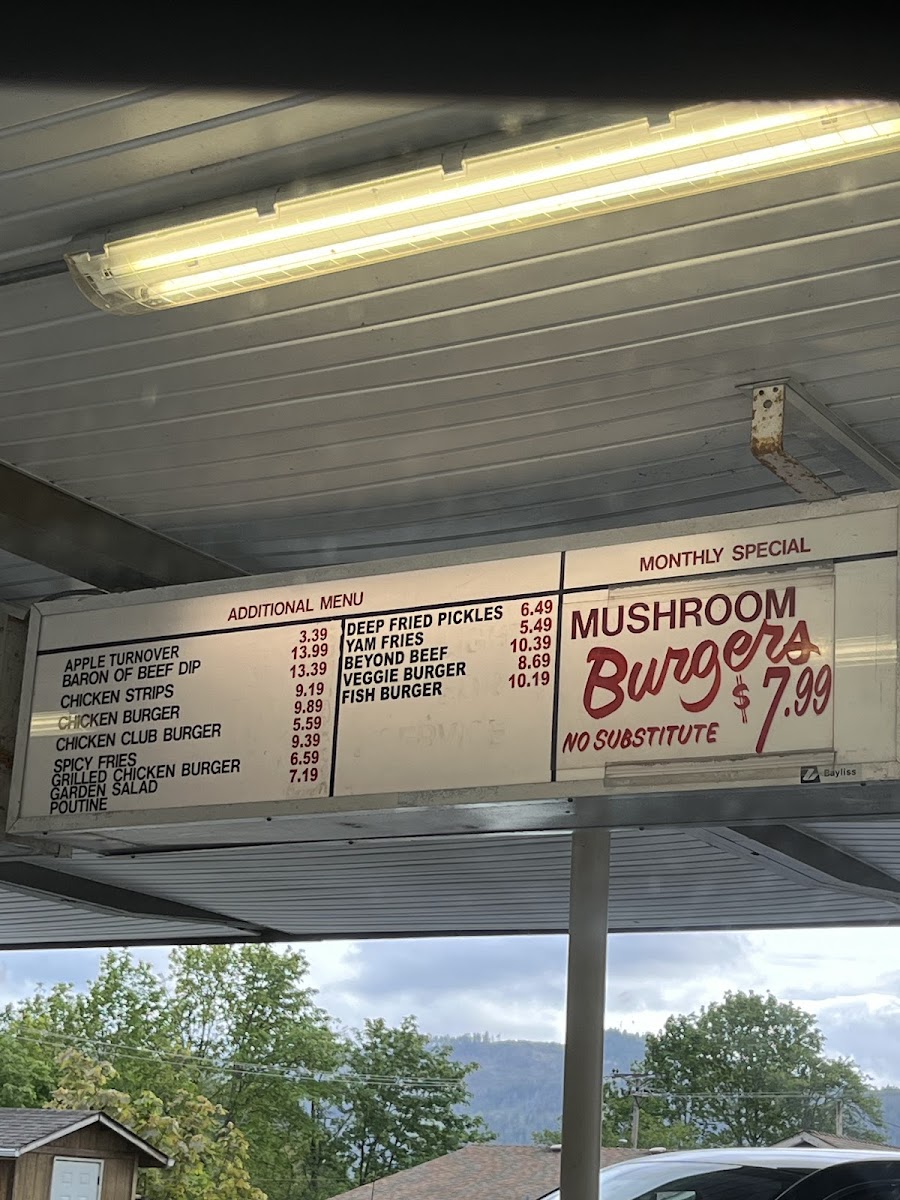 ADDITIONAL MENU
APPLE TURNOVER 3.39
BARON OF BEEF DIP 13.99
CHICKEN STRIPS 13.39
CHICKEN BURGER 9.19
CHICKEN CLUB BURGER 9.89
SPICY FRIES 5.59
GRILLED CHICKEN BURGER 9.39
GARDEN SALAD 6.59
POUTINE 7.19
DEEP FRIED PICKLES 6.49
YAM FRIES 5.49
BEYOND BEEF 10.39
VEGGIE BURGER 8.69
FISH BURGER 10.19
MONTHLY SPECIAL
MUSHROOM
Burgers
$7.99
NO SUBSTITUTE
Bayliss